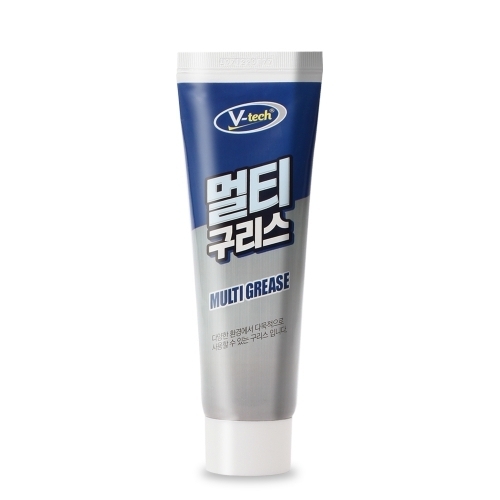 V-tech®
멀티
구리스
MULTI GREASE
다양한 환경에서 다목적으로
사용할 수 있는 구리스 입니다.